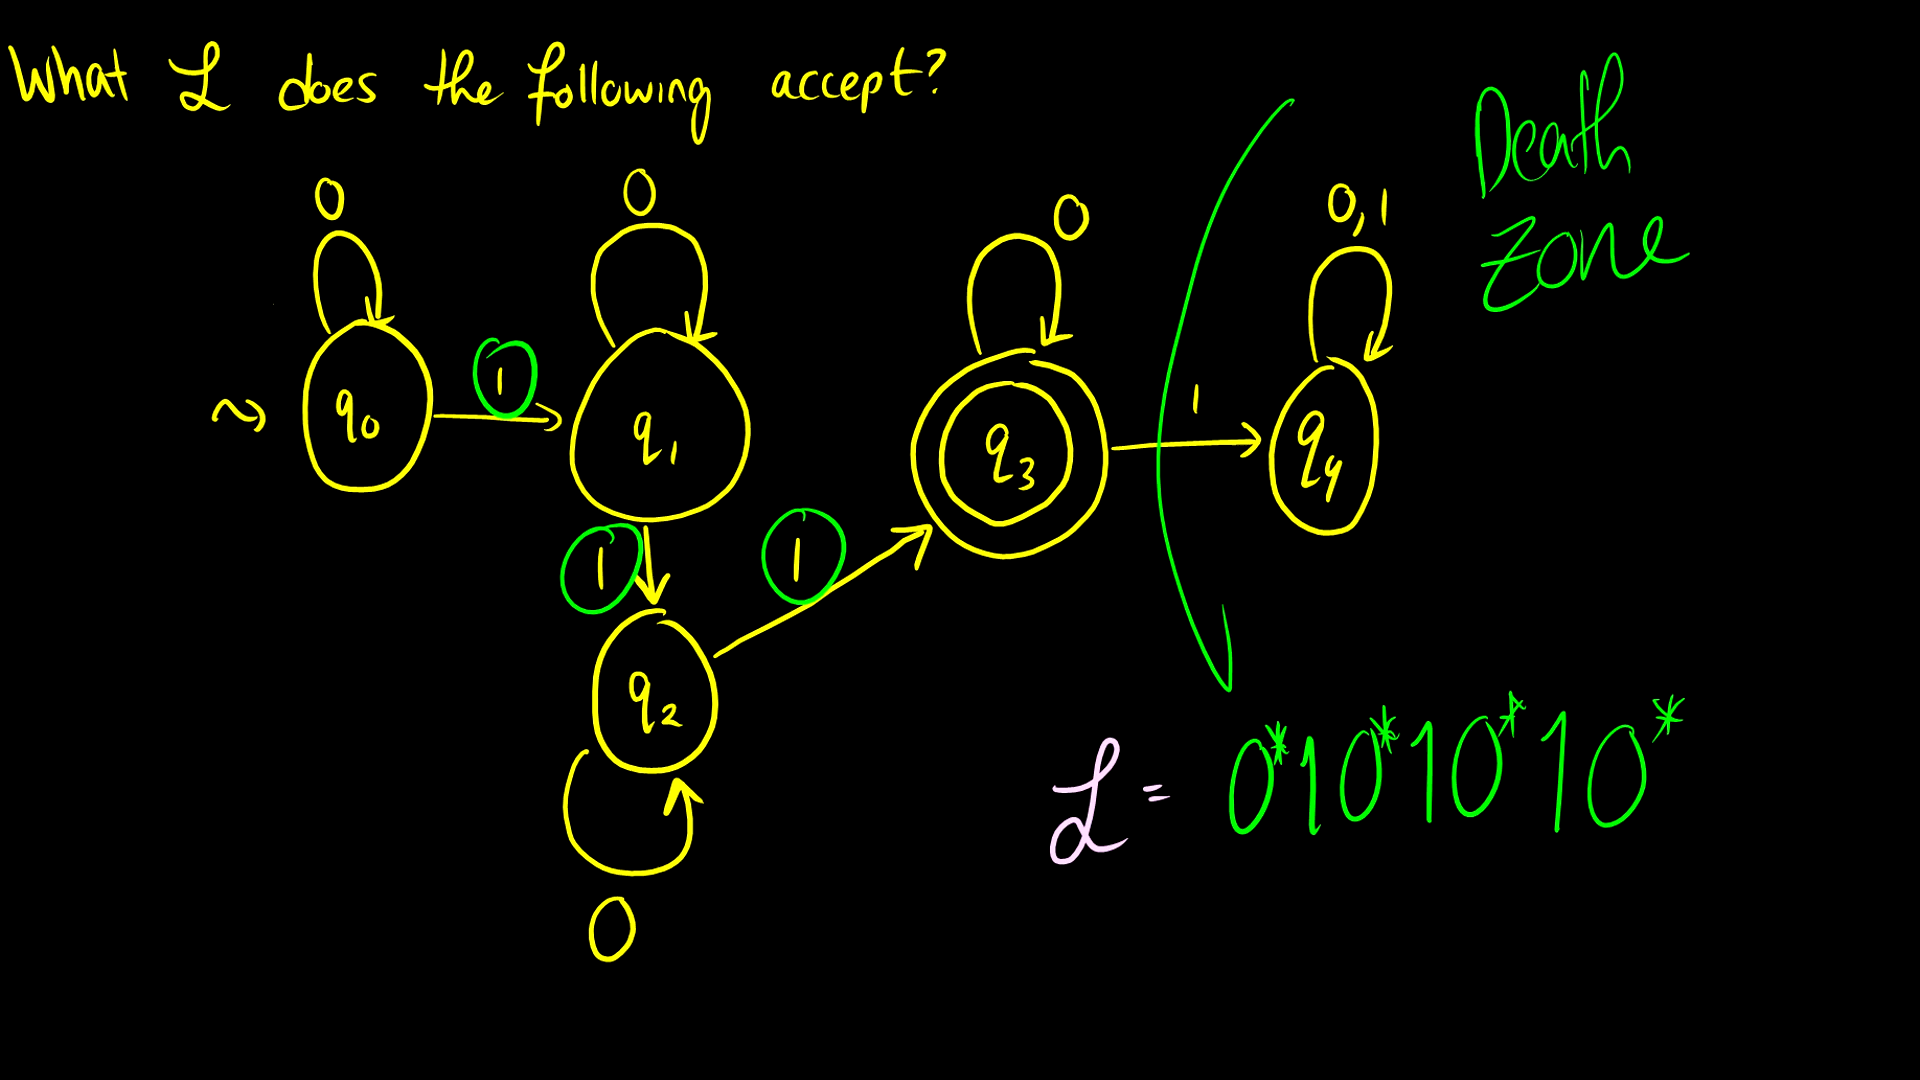 What L does the following accept?
Death
Zone
0
0
0
0,1
1
1
q0
q1
q3
q4
1
1
q2
L = 0*10*10*10*
0